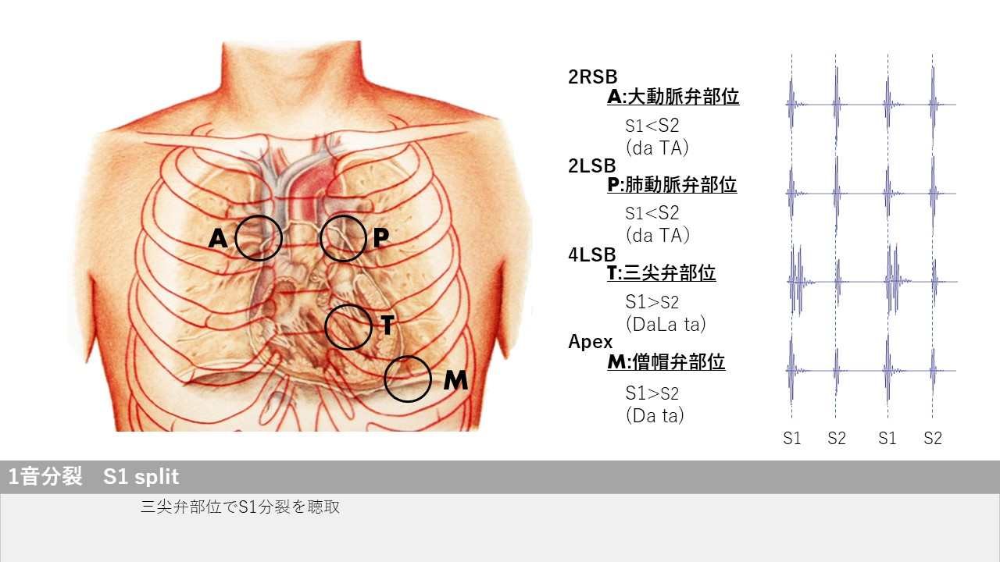 A
P
T
M
2RSB
A:大動脈弁部位
S1<S2
(da TA)
2LSB
P:肺動脈弁部位
S1<S2
(da TA)
4LSB
T:三尖弁部位
S1>S2
(DaLa ta)
Apex
M:僧帽弁部位
S1>S2
(Da ta)
S1 S2 S1 S2
1音分裂 S1 split
三尖弁部位でS1分裂を聴取